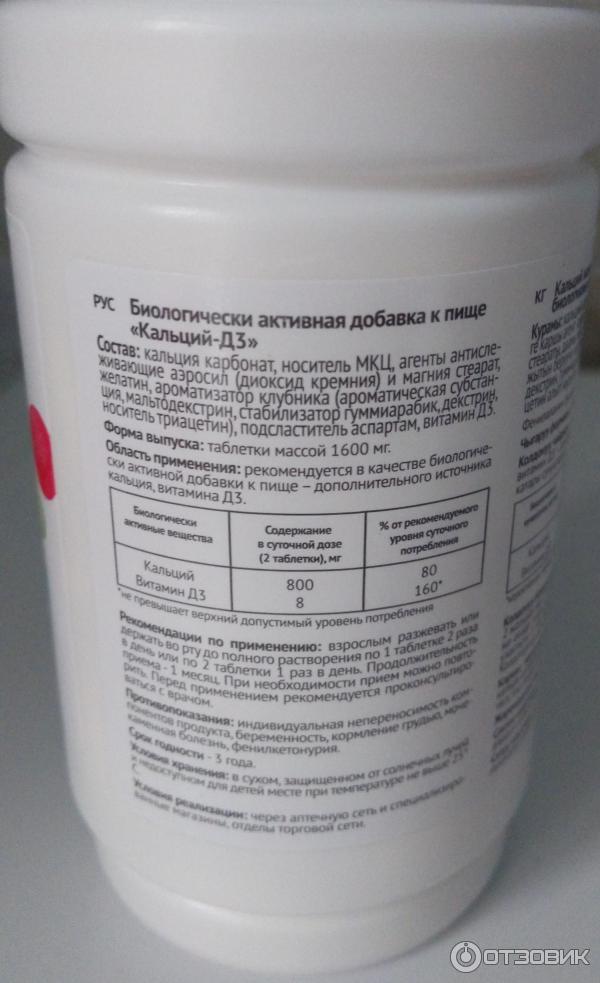 РУС Биологически активная добавка к пище
«Кальций-Д3»
Состав: кальция карбонат, носитель МКЦ, агенты антисле-
живающие аэросил (диоксид кремния) и магния стеарат,
желатин, ароматизатор клубника (ароматическая субстан-
ция, мальтодекстрин, стабилизатор гуммиарабик, декстрин,
носитель триацетин), подсластитель аспартам, витамин Д3.
Форма выпуска: таблетки массой 1600 мг.
Область применения: рекомендуется в качестве биологиче-
ски активной добавки к пище – дополнительного источника
кальция, витамина Д3.
Биологически
активные вещества
Содержание
в суточной дозе
(2 таблетки), мг
% от рекомендуемого
уровня суточного
потребления
Кальций 800 80
Витамин Д3 8 160*
*не превышает верхний допустимый уровень потребления
Рекомендации по применению: взрослым разжевать или
держать во рту до полного растворения по 1 таблетке 2 раза
в день или по 2 таблетки 1 раз в день. Продолжительность
приема - 1 месяц. При необходимости прием можно повто-
рить. Перед применением рекомендуется проконсультиро-
ваться с врачом.
Противопоказания: индивидуальная непереносимость ком-
понентов продукта, беременность, кормление грудью, моче-
каменная болезнь, фенилкетонурия.
Срок годности - 3 года.
Условия хранения: в сухом, защищенном от солнечных лучей
и недоступном для детей месте при температуре не выше 25°
С.
Условия реализации: через аптечную сеть и специализиро-
ванные магазины, отделы торговой сети.
КГ
ОТЗОВИК